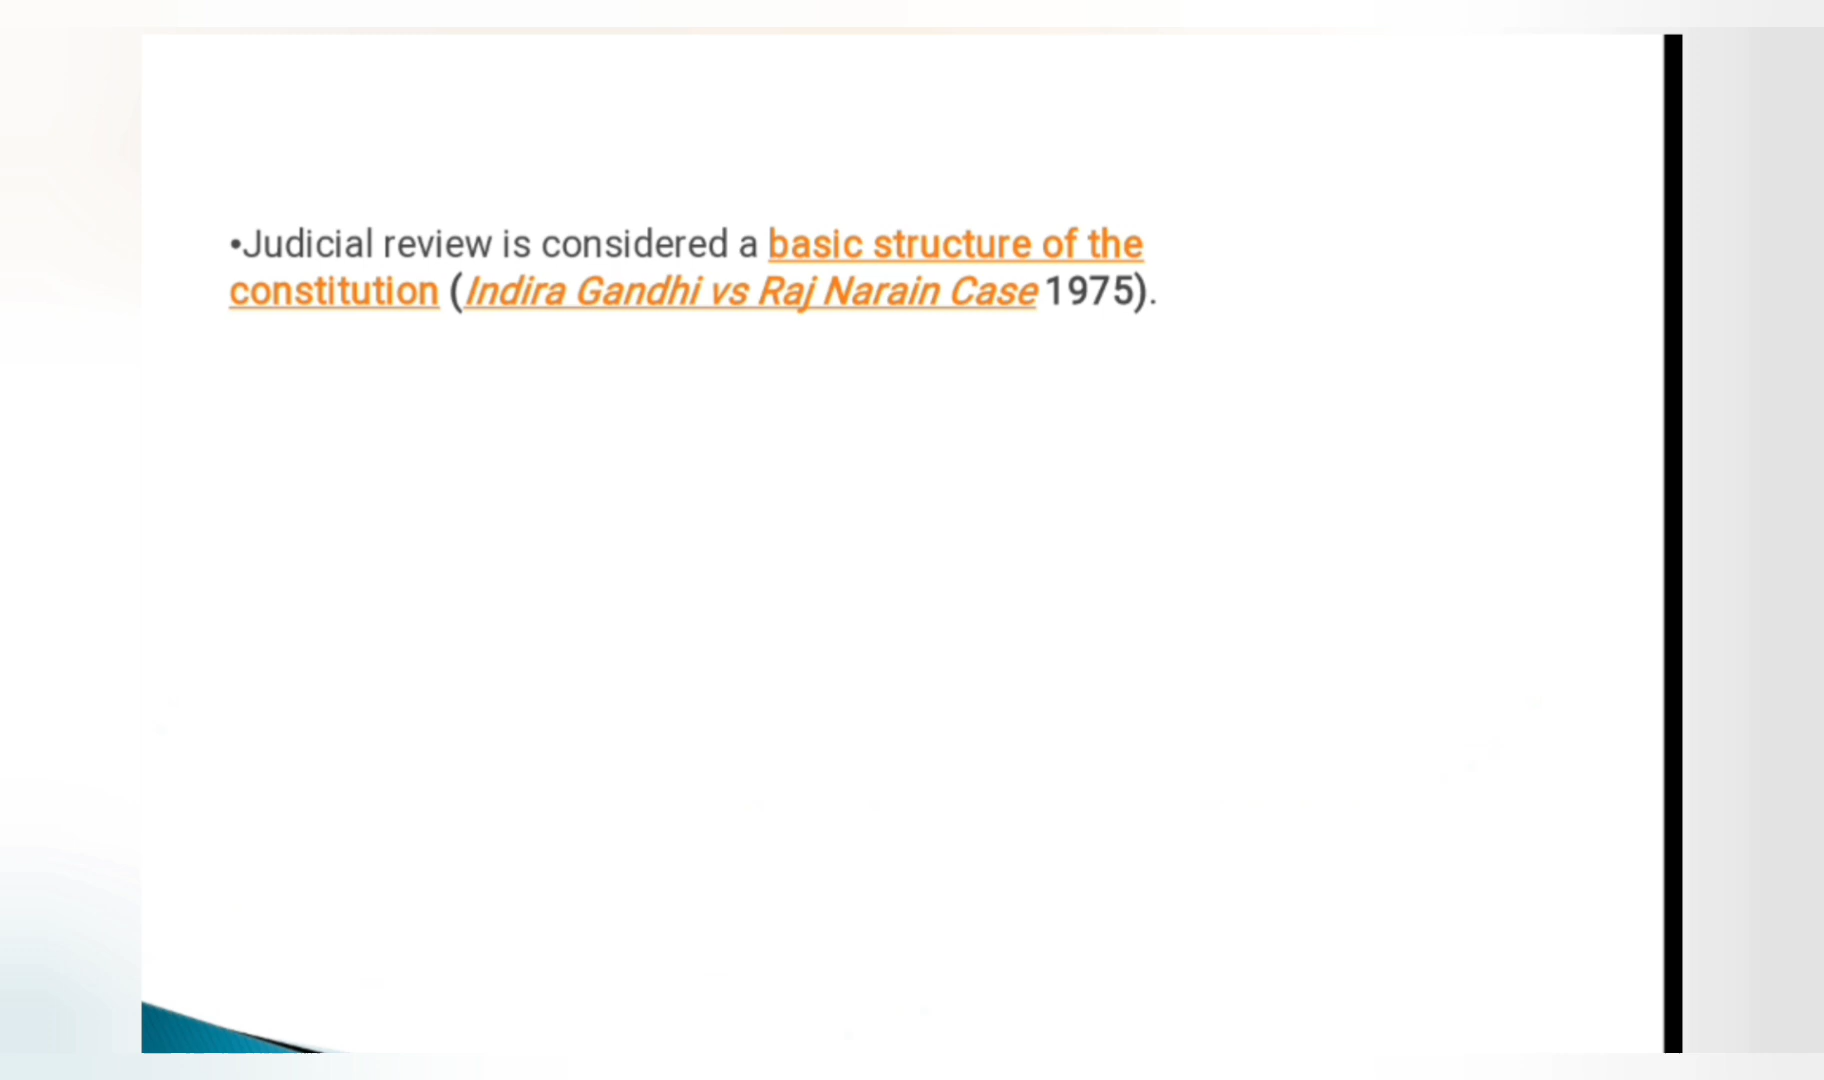 •Judicial review is considered a basic structure of the
constitution (Indira Gandhi vs Raj Narain Case 1975).